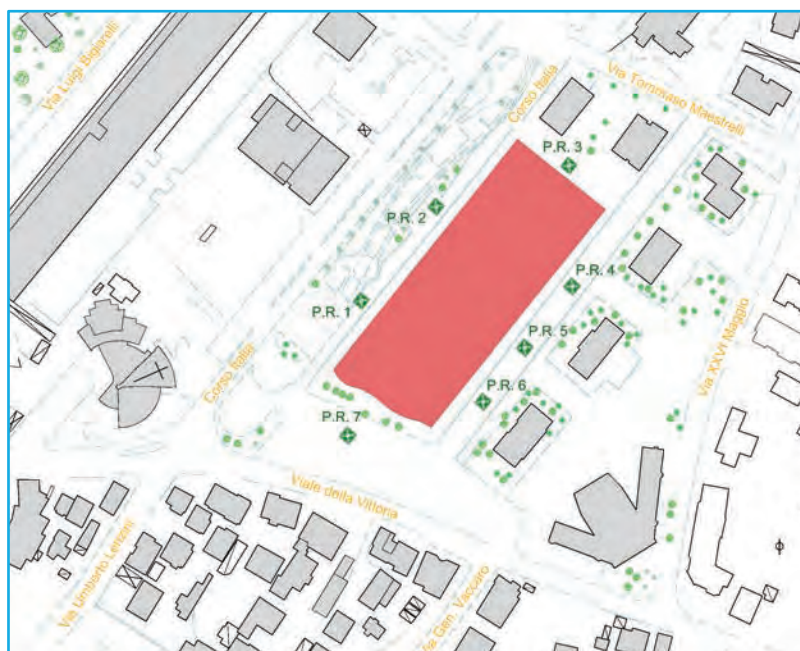 Via Luigi Bigiarelli
Corso Italia
Via Tommaso Maestrelli
P.R. 3
P.R. 2
P.R. 4
P.R. 1
P.R. 5
Via XXVI Maggio
Corso Italia
P.R. 6
P.R. 7
Viale della Vittoria
Via Umberto Lenzini
Gen. Vaccaro